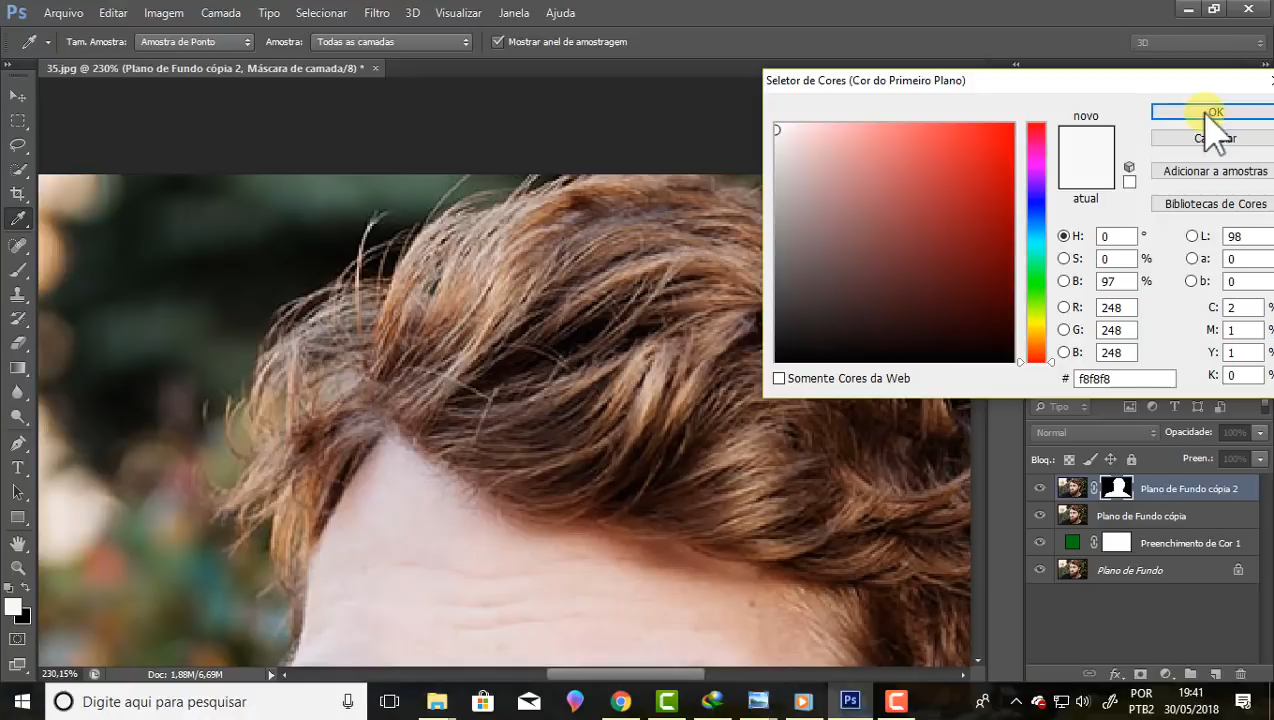 Ps Arquivo Editar Imagem Camada Tipo Selecionar Filtro 3D Visualizar Janela Ajuda
Tam. Amostra: Amostra de Ponto Amostra: Todas as camadas Mostrar anel de amostragem 3D
35.jpg @ 230% (Plano de Fundo cópia 2, Máscara de camada/8) * ×
Seletor de Cores (Cor do Primeiro Plano)
novo
atual
OK
Adicionar a amostras
Bibliotecas de Cores
H: 0 ° L: 98
S: 0 % a: 0
B: 97 % b: 0
R: 248 C: 2 %
G: 248 M: 1 %
B: 248 Y: 1 %
# f8f8f8 K: 0 %
Somente Cores da Web
Tipo
Normal Opacidade: 100%
Bloq.: Preen.: 100%
Plano de Fundo cópia 2
Plano de Fundo cópia
Preenchimento de Cor 1
Plano de Fundo
fx
T
230,15% Doc: 1,88M/6,69M
Digite aqui para pesquisar
Ps
POR
PTB2
19:41
30/05/2018